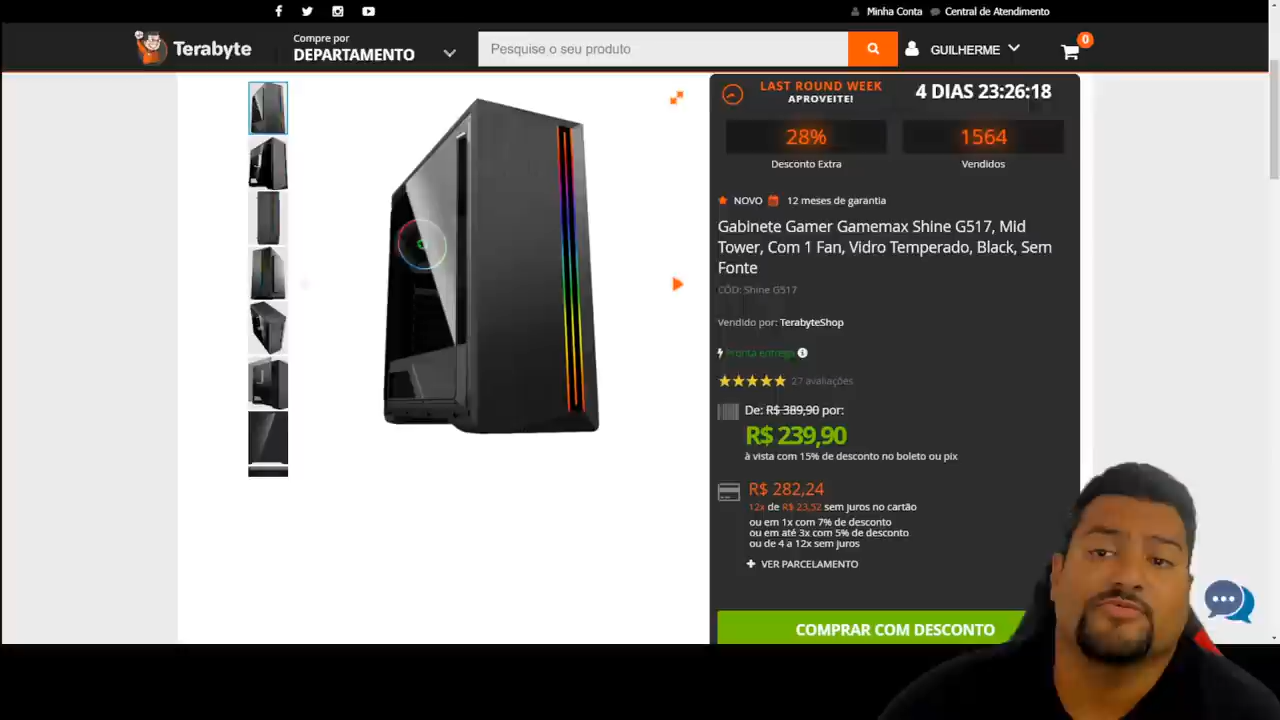 Minha Conta
Central de Atendimento
Terabyte
Compre por
DEPARTAMENTO
Pesquise o seu produto
GUILHERME
0
LAST ROUND WEEK
APROVEITE!
4 DIAS 23:26:18
28%
Desconto Extra
1564
Vendidos
NOVO 12 meses de garantia
Gabinete Gamer Gamemax Shine G517, Mid
Tower, Com 1 Fan, Vidro Temperado, Black, Sem
Fonte
CÓD: Shine G517
Vendido por: TerabyteShop
Pronta entrega
27 avaliações
De: R$ 389,90 por:
R$ 239,90
à vista com 15% de desconto no boleto ou pix
R$ 282,24
12x de R$ 23,52 sem juros no cartão
ou em 1x com 7% de desconto
ou em até 3x com 5% de desconto
ou de 4 a 12x sem juros
VER PARCELAMENTO
COMPRAR COM DESCONTO